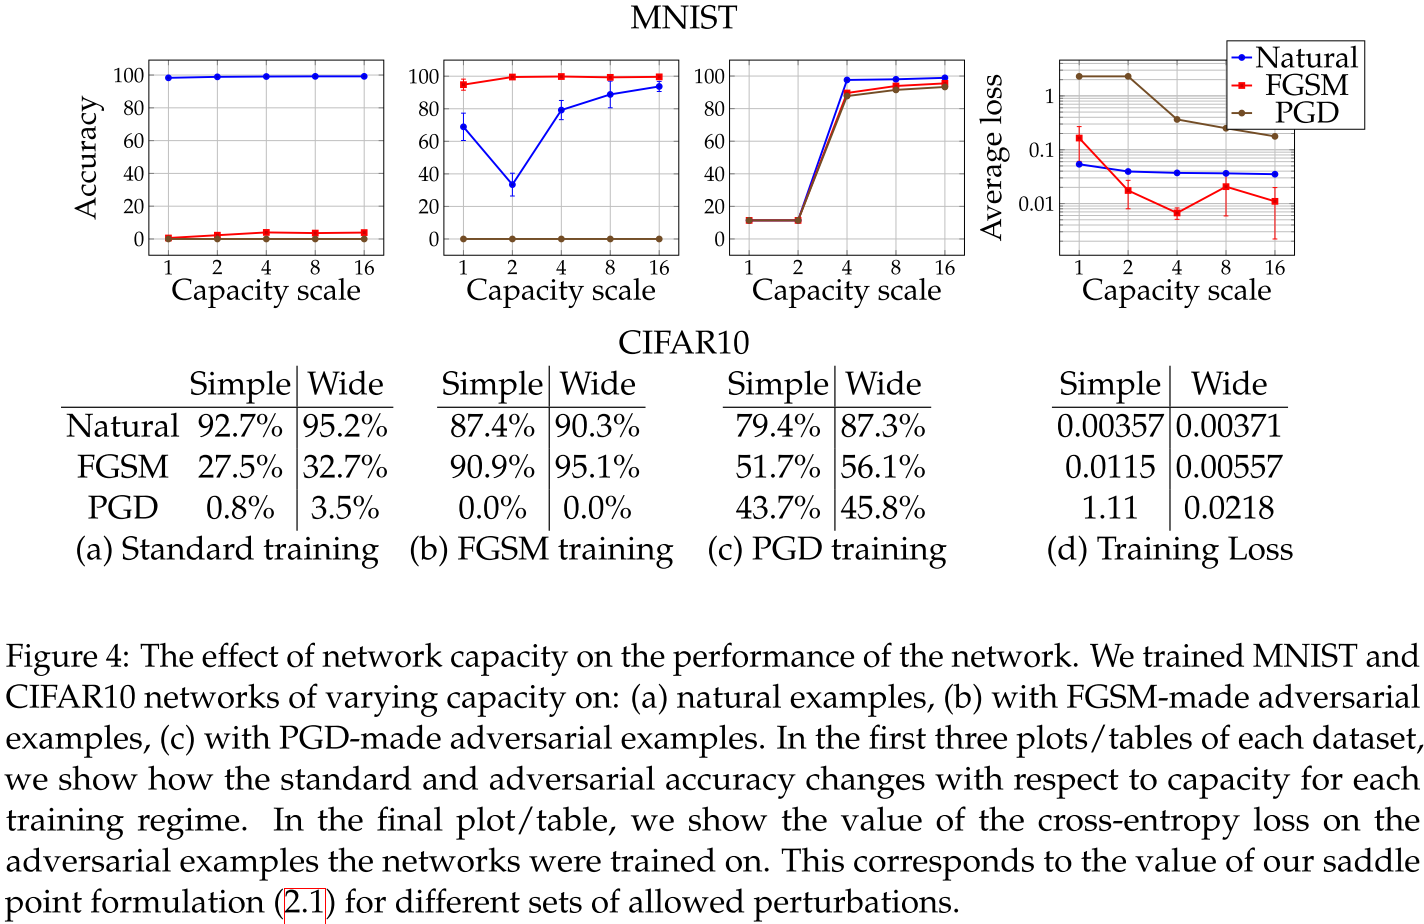 MNIST
Accuracy
100
80
60
40
20
0
1 2 4 8 16
Capacity scale
100
80
60
40
20
0
1 2 4 8 16
Capacity scale
100
80
60
40
20
0
1 2 4 8 16
Capacity scale
Average loss
1
0.1
0.01
1 2 4 8 16
Capacity scale
Natural
FGSM
PGD
CIFAR10
Simple Wide Simple Wide Simple Wide Simple Wide
Natural 92.7% 95.2% 87.4% 90.3% 79.4% 87.3% 0.00357 0.00371
FGSM 27.5% 32.7% 90.9% 95.1% 51.7% 56.1% 0.0115 0.00557
PGD 0.8% 3.5% 0.0% 0.0% 43.7% 45.8% 1.11 0.0218
(a) Standard training (b) FGSM training (c) PGD training (d) Training Loss
Figure 4: The effect of network capacity on the performance of the network. We trained MNIST and
CIFAR10 networks of varying capacity on: (a) natural examples, (b) with FGSM-made adversarial
examples, (c) with PGD-made adversarial examples. In the first three plots/tables of each dataset,
we show how the standard and adversarial accuracy changes with respect to capacity for each
training regime. In the final plot/table, we show the value of the cross-entropy loss on the
adversarial examples the networks were trained on. This corresponds to the value of our saddle
point formulation (2.1) for different sets of allowed perturbations.